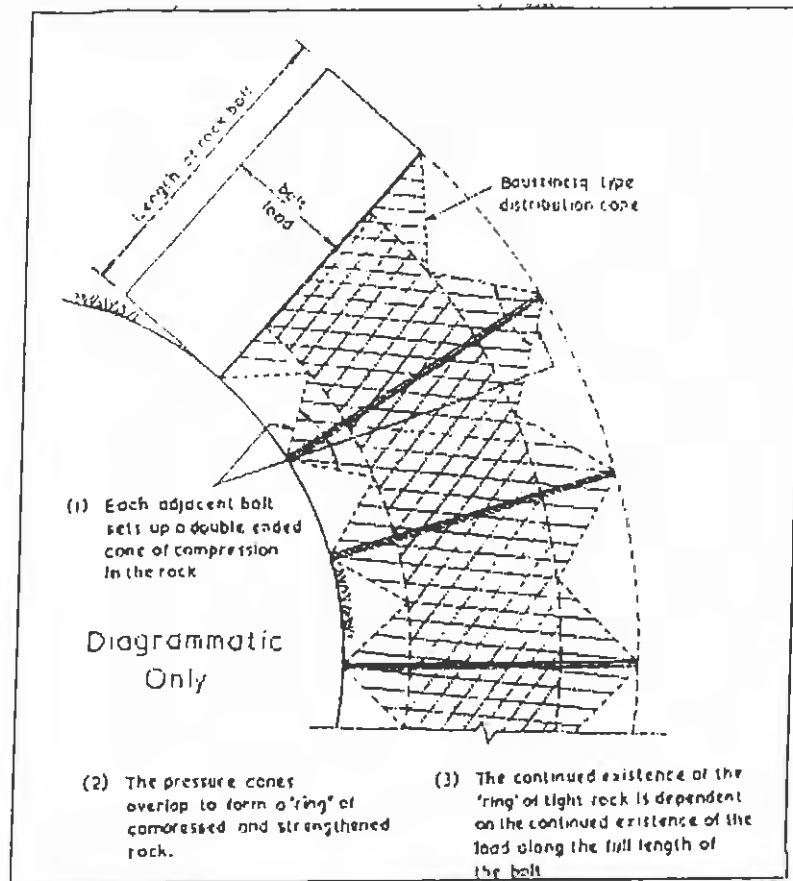 Length of rock bolt
bolt
load
Boussinesq type
distribution cone
(1) Each adjacent bolt
sets up a double ended
cone of compression
in the rock
Diagrammatic
Only
(2) The pressure cones
overlap to form a 'ring' of
compressed and strengthened
rock.
(3) The continued existence of the
'ring' of tight rock is dependent
on the continued existence of the
load along the full length of
the bolt